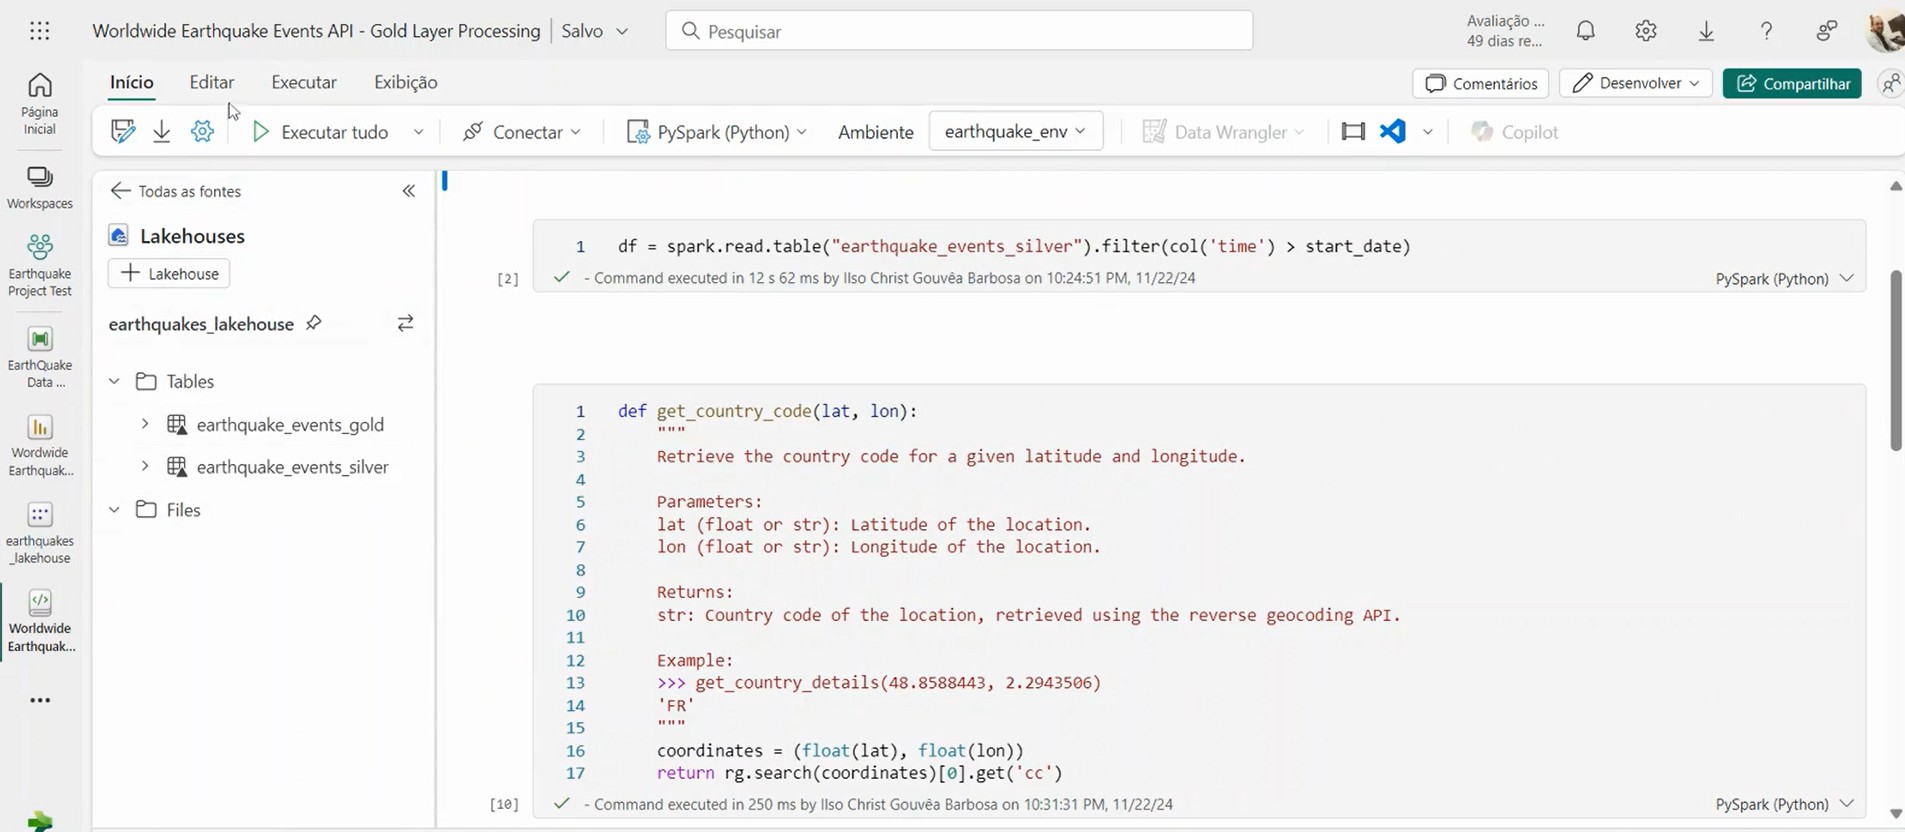 Worldwide Earthquake Events API - Gold Layer Processing
Salvo
Pesquisar
Avaliação ...
49 dias re...
Início
Editar
Executar
Exibição
Comentários
Desenvolver
Compartilhar
Executar tudo
Conectar
PySpark (Python)
Ambiente
earthquake_env
Data Wrangler
Copilot
Página
Inicial
Workspaces
Earthquake
Project Test
EarthQuake
Data ...
Wordwide
Earthquak...
earthquakes
_lakehouse
Worldwide
Earthquak...
Todas as fontes
Lakehouses
Lakehouse
earthquakes_lakehouse
Tables
earthquake_events_gold
earthquake_events_silver
Files
1 df = spark.read.table("earthquake_events_silver").filter(col('time') > start_date)
[2] - Command executed in 12 s 62 ms by Ilso Christ Gouvêa Barbosa on 10:24:51 PM, 11/22/24
PySpark (Python)
1 def get_country_code(lat, lon):
2 """
3 Retrieve the country code for a given latitude and longitude.
4
5 Parameters:
6 lat (float or str): Latitude of the location.
7 lon (float or str): Longitude of the location.
8
9 Returns:
10 str: Country code of the location, retrieved using the reverse geocoding API.
11
12 Example:
13 >>> get_country_details(48.8588443, 2.2943506)
14 'FR'
15 """
16 coordinates = (float(lat), float(lon))
17 return rg.search(coordinates)[0].get('cc')
[10] - Command executed in 250 ms by Ilso Christ Gouvêa Barbosa on 10:31:31 PM, 11/22/24
PySpark (Python)